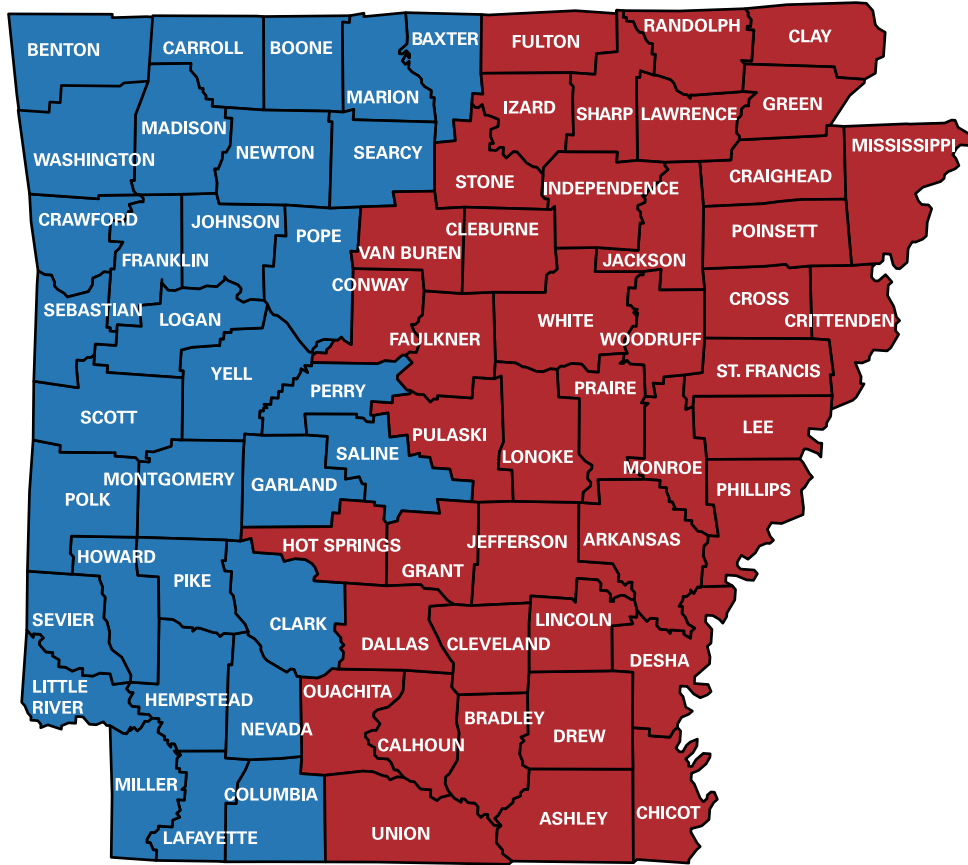 BENTON
CARROLL
BOONE
MARION
BAXTER
FULTON
RANDOLPH
CLAY
IZARD
SHARP
LAWRENCE
GREEN
MISSISSIPPI
WASHINGTON
MADISON
NEWTON
SEARCY
STONE
INDEPENDENCE
CRAIGHEAD
CRAWFORD
FRANKLIN
JOHNSON
POPE
VAN BUREN
CLEBURNE
JACKSON
POINSETT
SEBASTIAN
LOGAN
CONWAY
FAULKNER
WHITE
WOODRUFF
CROSS
CRITTENDEN
SCOTT
YELL
PERRY
PRAIRE
ST. FRANCIS
SALINE
PULASKI
LONOKE
MONROE
LEE
POLK
MONTGOMERY
GARLAND
PHILLIPS
HOWARD
PIKE
HOT SPRINGS
GRANT
JEFFERSON
ARKANSAS
SEVIER
CLARK
DALLAS
CLEVELAND
LINCOLN
DESHA
LITTLE
RIVER
HEMPSTEAD
NEVADA
OUACHITA
CALHOUN
BRADLEY
DREW
MILLER
LAFAYETTE
COLUMBIA
UNION
ASHLEY
CHICOT